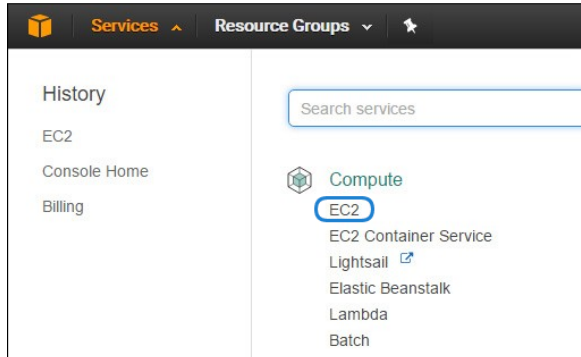 Services Resource Groups
History
EC2
Console Home
Billing
Search services
Compute
EC2
EC2 Container Service
Lightsail
Elastic Beanstalk
Lambda
Batch